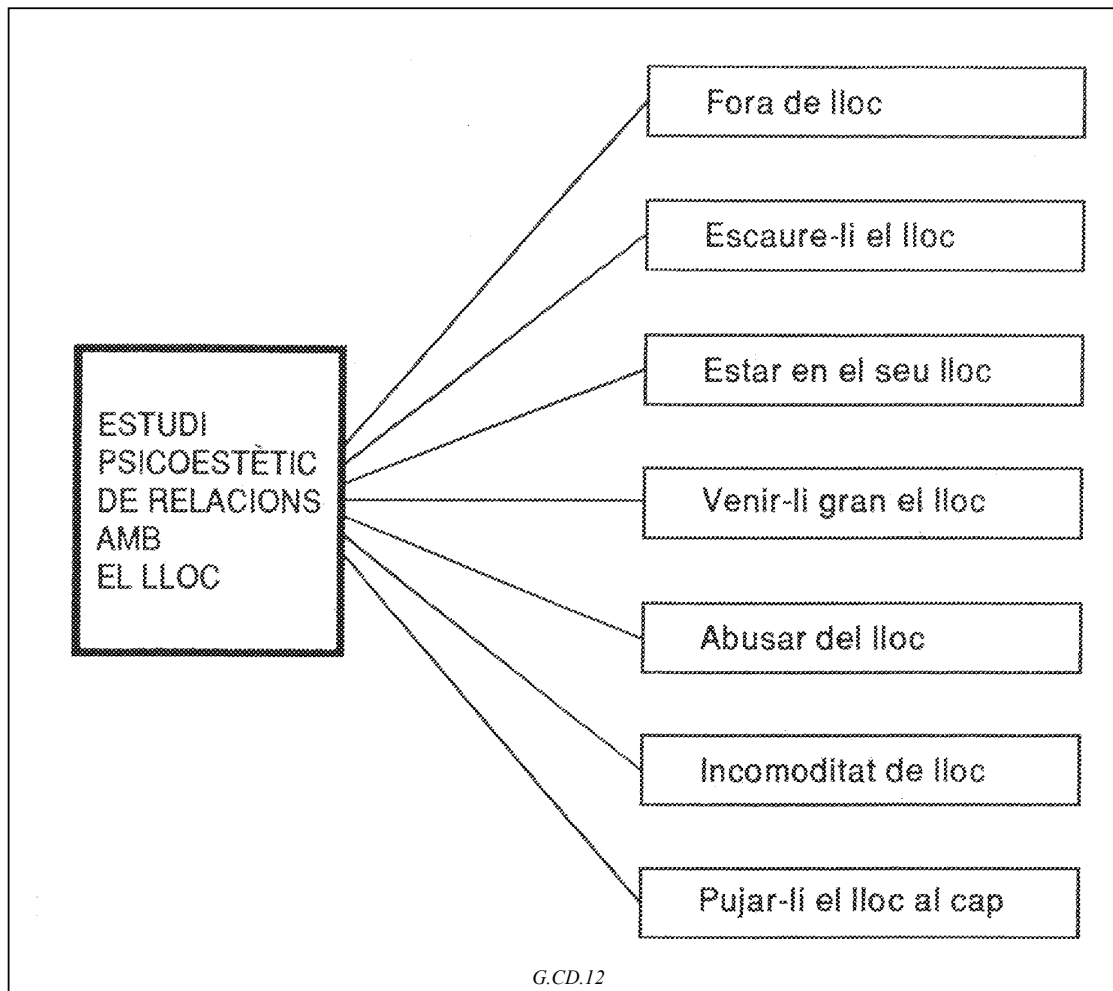 Fora de lloc
Escaure-li el lloc
Estar en el seu lloc
ESTUDI
PSICOESTÈTIC
DE RELACIONS
AMB
EL LLOC
Venir-li gran el lloc
Abusar del lloc
Incomoditat de lloc
Pujar-li el lloc al cap
G.CD.12